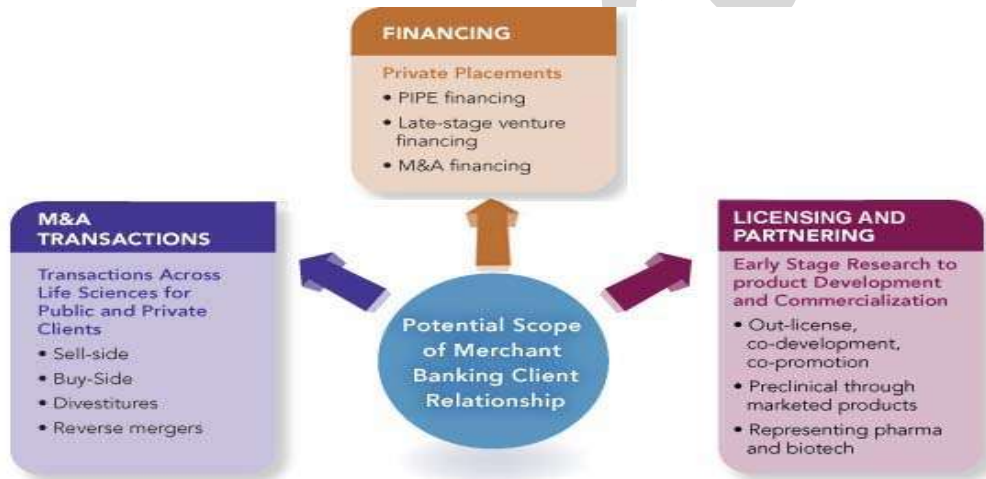 FINANCING
Private Placements
• PIPE financing
• Late-stage venture
financing
• M&A financing
M&A
TRANSACTIONS
Transactions Across
Life Sciences for
Public and Private
Clients
• Sell-side
• Buy-Side
• Divestitures
• Reverse mergers
Potential Scope
of Merchant
Banking Client
Relationship
LICENSING AND
PARTNERING
Early Stage Research to
product Development
and Commercialization
• Out-license,
co-development,
co-promotion
• Preclinical through
marketed products
• Representing pharma
and biotech